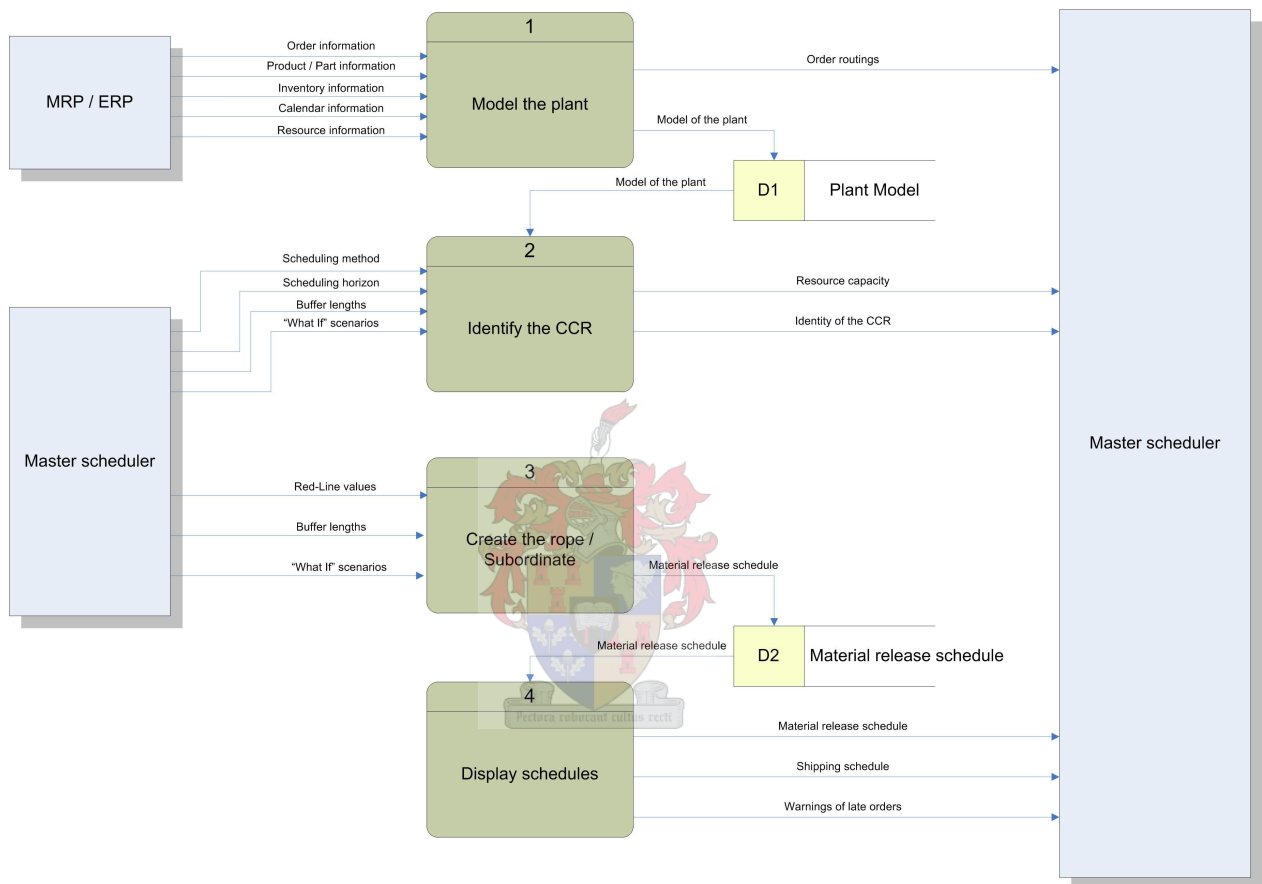 1
Order information
Product / Part information
Inventory information
Calendar information
Resource information
MRP / ERP
Model the plant
Order routings
Model of the plant
Model of the plant
D1
Plant Model
2
Scheduling method
Scheduling horizon
Buffer lengths
“What If” scenarios
Identify the CCR
Resource capacity
Identity of the CCR
Master scheduler
Master scheduler
3
Red-Line values
Buffer lengths
“What If” scenarios
Create the rope /
Subordinate
Material release schedule
Material release schedule
D2
Material release schedule
4
Pectora roborant cultus recti
Display schedules
Material release schedule
Shipping schedule
Warnings of late orders